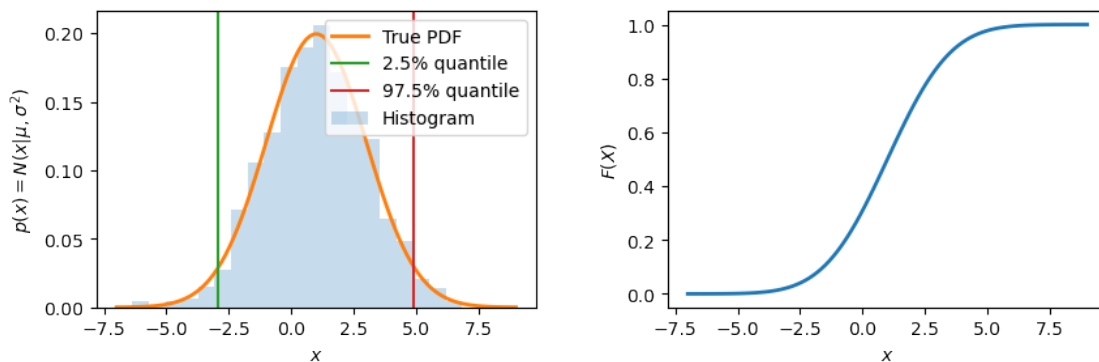 True PDF
2.5% quantile
97.5% quantile
Histogram
p(x) = N(x|μ, σ²)
0.20
0.15
0.10
0.05
0.00
−7.5 −5.0 −2.5 0.0 2.5 5.0 7.5
x
F(X)
1.0
0.8
0.6
0.4
0.2
0.0
−7.5 −5.0 −2.5 0.0 2.5 5.0 7.5
x